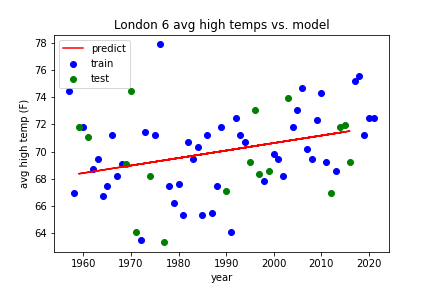 London 6 avg high temps vs. model
predict
train
test
avg high temp (F)
78
76
74
72
70
68
66
64
1960
1970
1980
1990
2000
2010
2020
year